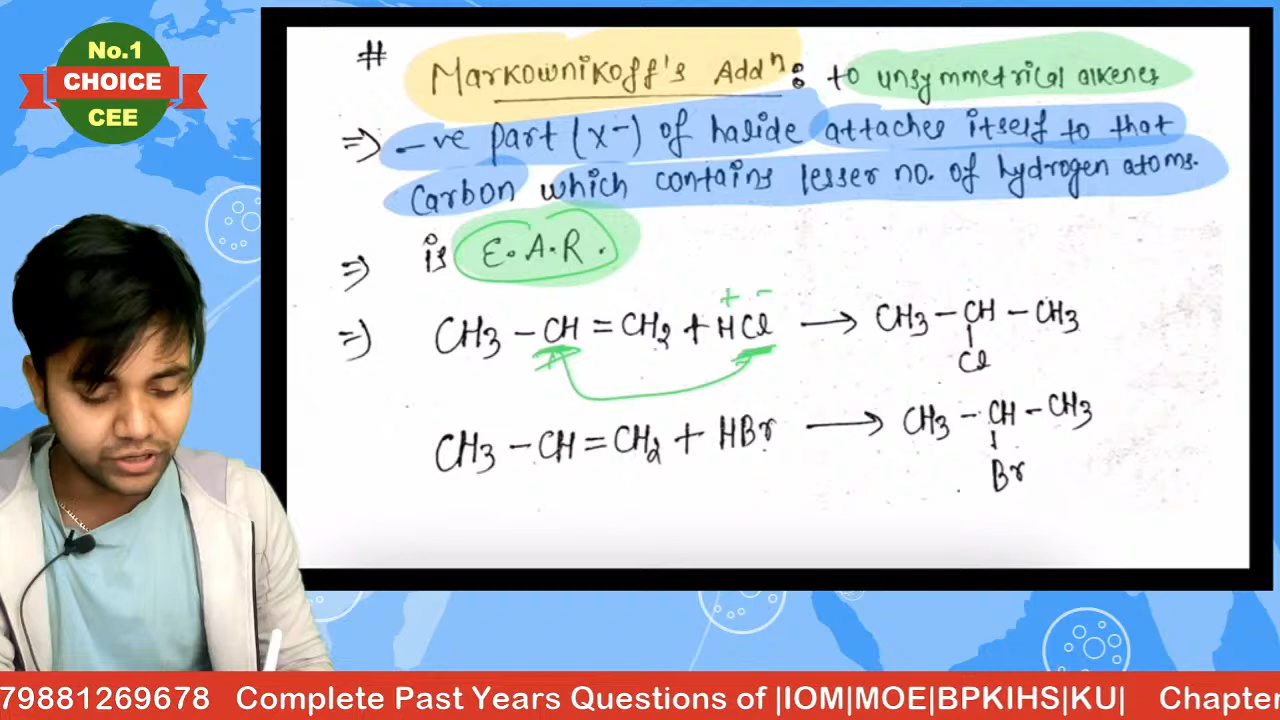 No.1
CHOICE
CEE
# Markownikoff's Addⁿ : to unsymmetrical alkenes
⇒ -ve part (x-) of halide attaches itself to that
carbon which contains lesser no. of hydrogen atoms.
⇒ is E.A.R.
+ -
⇒ CH3 - CH = CH2 + HCl → CH3 - CH - CH3
Cl
CH3 - CH = CH2 + HBr → CH3 - CH - CH3
Br
79881269678 Complete Past Years Questions of |IOM|MOE|BPKIHS|KU| Chapter